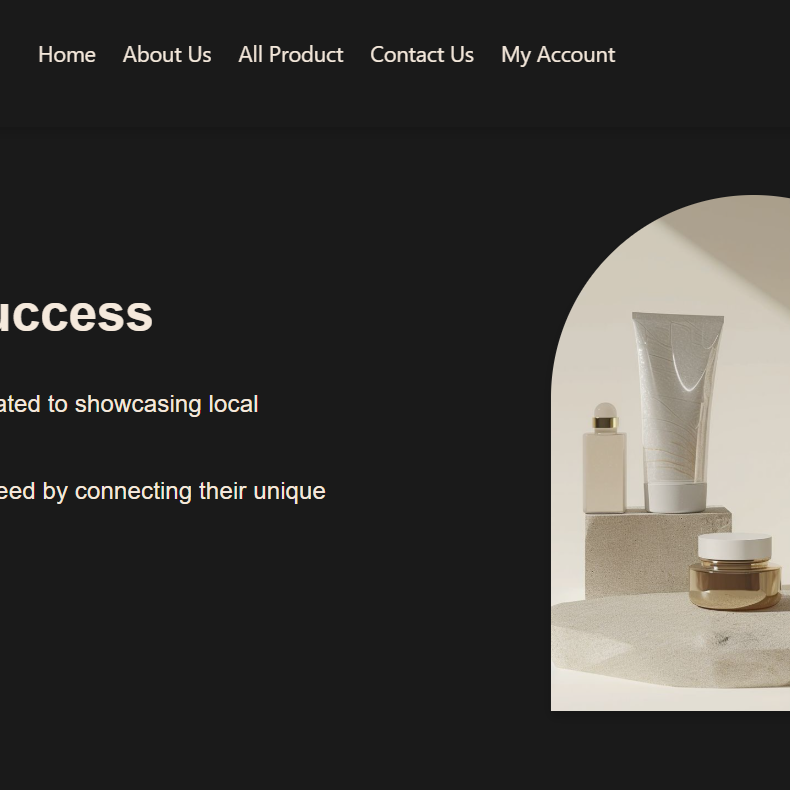 Home About Us All Product Contact Us My Account
uccess
ated to showcasing local
eed by connecting their unique